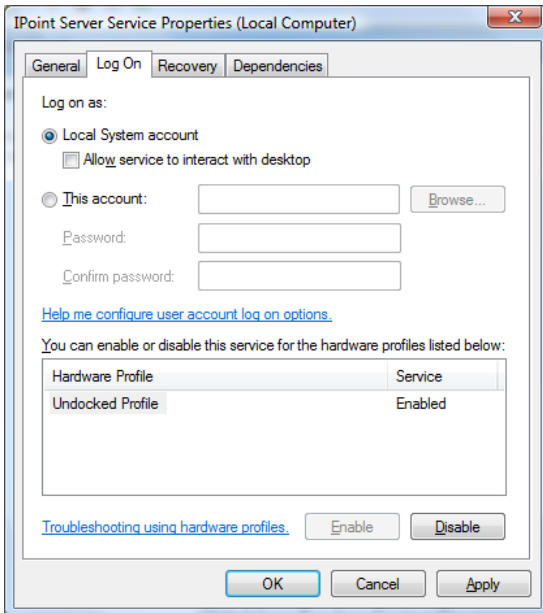 IPoint Server Service Properties (Local Computer)
General Log On Recovery Dependencies
Log on as:
Local System account
Allow service to interact with desktop
This account:
Browse...
Password:
Confirm password:
Help me configure user account log on options.
You can enable or disable this service for the hardware profiles listed below:
Hardware Profile Service
Undocked Profile Enabled
Troubleshooting using hardware profiles. Enable Disable
OK Cancel Apply